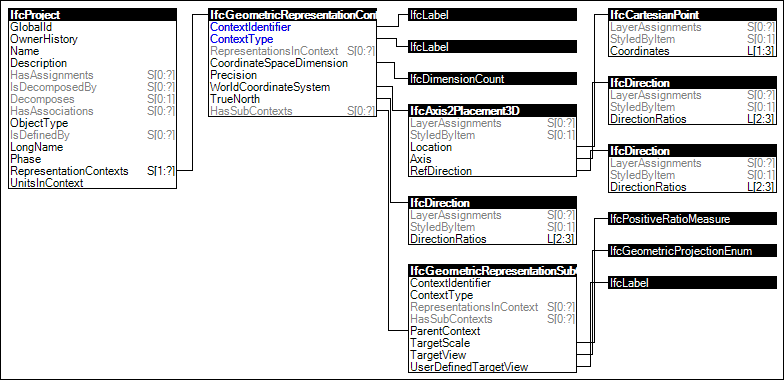 IfcProject
GlobalId
OwnerHistory
Name
Description
HasAssignments S[0:?]
IsDecomposedBy S[0:?]
Decomposes S[0:1]
HasAssociations S[0:?]
ObjectType
IsDefinedBy S[0:?]
LongName
Phase
RepresentationContexts S[1:?]
UnitsInContext
IfcGeometricRepresentationCont
ContextIdentifier
ContextType
RepresentationsInContext S[0:?]
CoordinateSpaceDimension
Precision
WorldCoordinateSystem
TrueNorth
HasSubContexts S[0:?]
IfcLabel
IfcLabel
IfcDimensionCount
IfcAxis2Placement3D
LayerAssignments S[0:?]
StyledByItem S[0:1]
Location
Axis
RefDirection
IfcDirection
LayerAssignments S[0:?]
StyledByItem S[0:1]
DirectionRatios L[2:3]
IfcGeometricRepresentationSub
ContextIdentifier
ContextType
RepresentationsInContext S[0:?]
HasSubContexts S[0:?]
ParentContext
TargetScale
TargetView
UserDefinedTargetView
IfcCartesianPoint
LayerAssignments S[0:?]
StyledByItem S[0:1]
Coordinates L[1:3]
IfcDirection
LayerAssignments S[0:?]
StyledByItem S[0:1]
DirectionRatios L[2:3]
IfcDirection
LayerAssignments S[0:?]
StyledByItem S[0:1]
DirectionRatios L[2:3]
IfcPositiveRatioMeasure
IfcGeometricProjectionEnum
IfcLabel